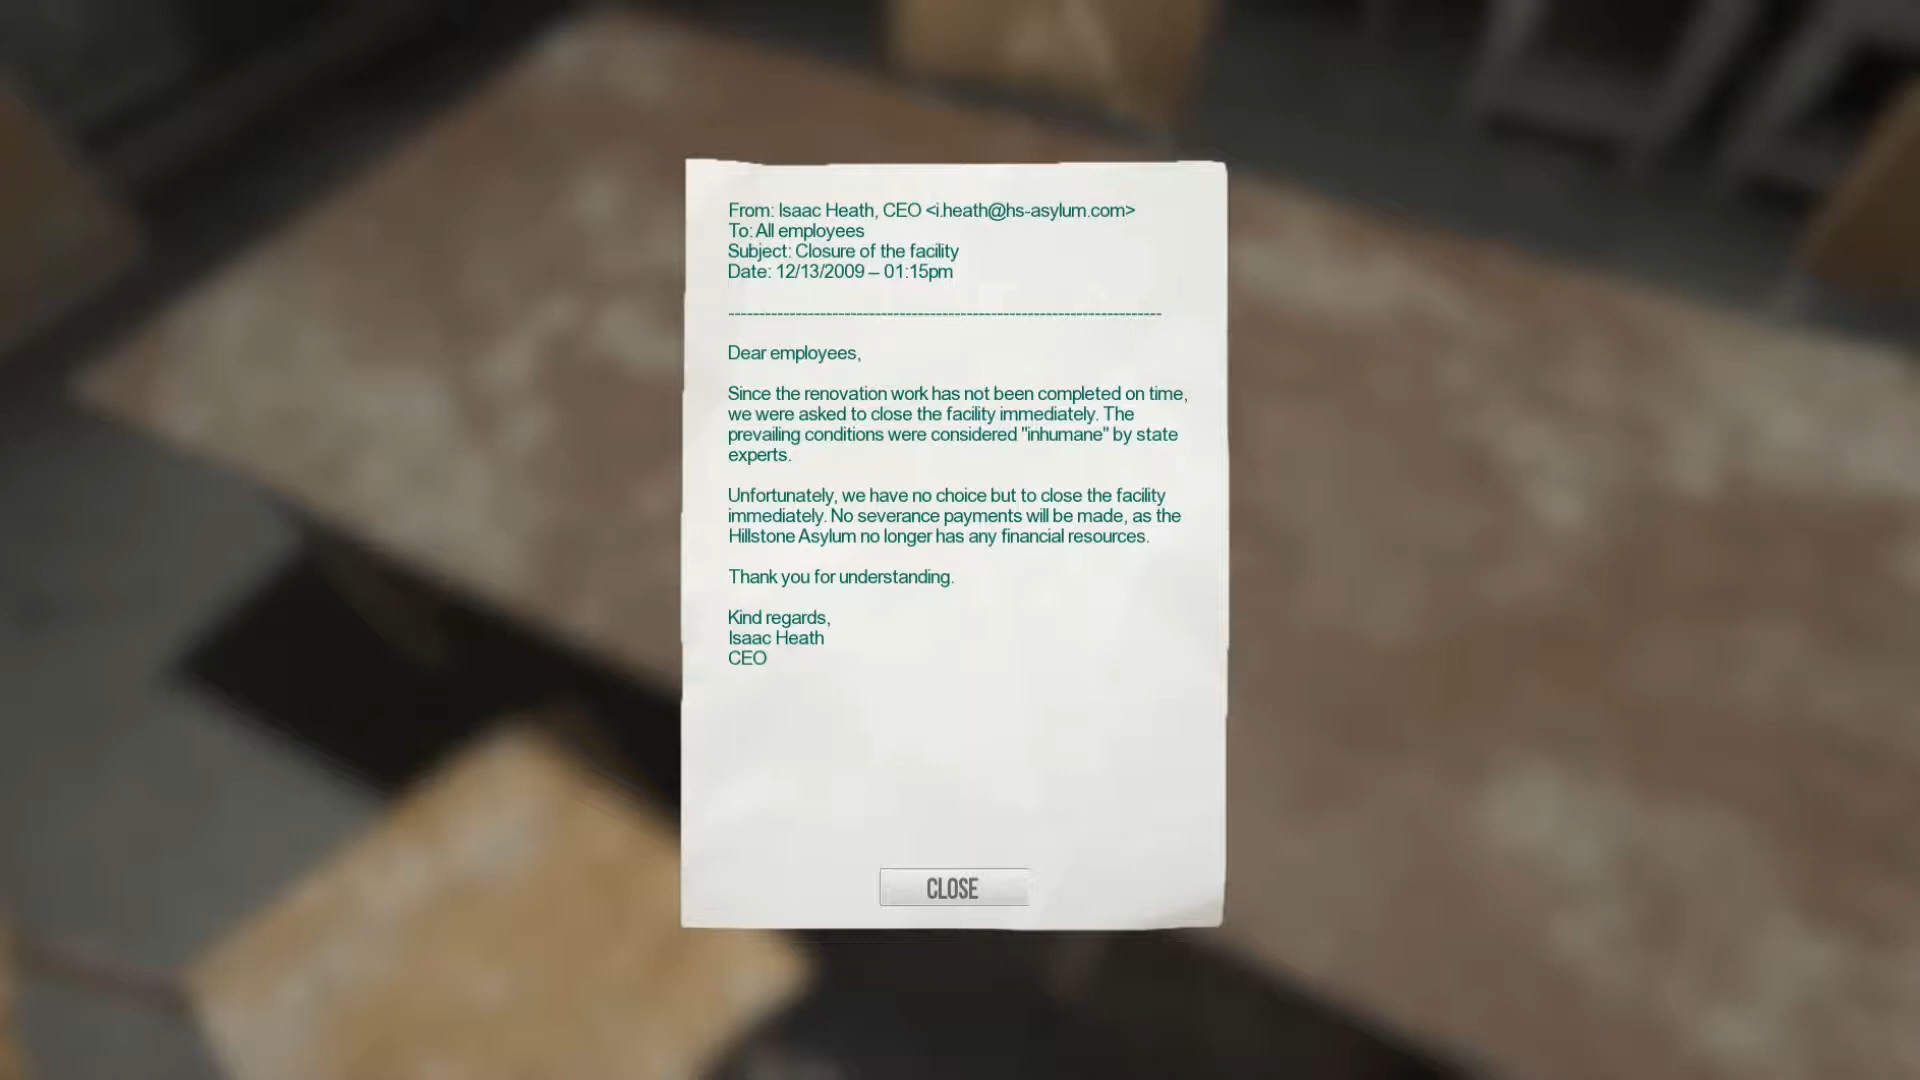 From: Isaac Heath, CEO <i.heath@hs-asylum.com>
To: All employees
Subject: Closure of the facility
Date: 12/13/2009 – 01:15pm
-----------------------------------------------------------------------
Dear employees,
Since the renovation work has not been completed on time,
we were asked to close the facility immediately. The
prevailing conditions were considered "inhumane" by state
experts.
Unfortunately, we have no choice but to close the facility
immediately. No severance payments will be made, as the
Hillstone Asylum no longer has any financial resources.
Thank you for understanding.
Kind regards,
Isaac Heath
CEO
CLOSE